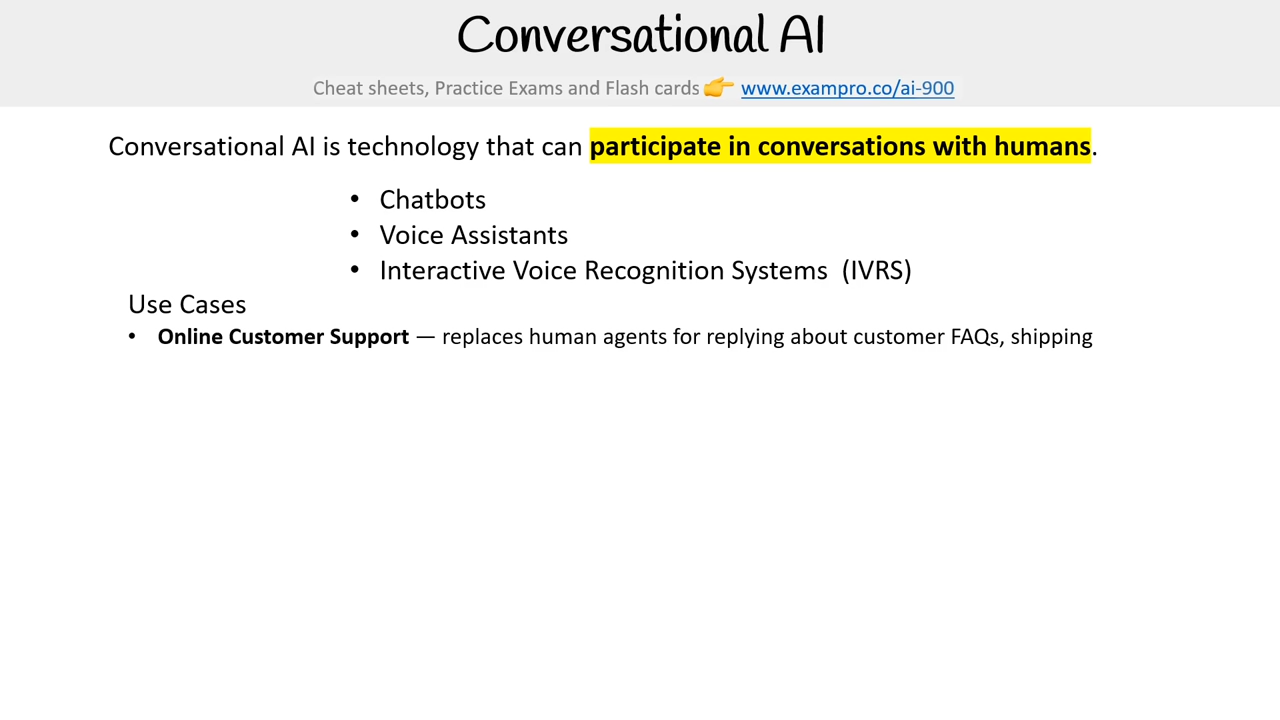 Conversational AI
Cheat sheets, Practice Exams and Flash cards 👉 www.exampro.co/ai-900
Conversational AI is technology that can participate in conversations with humans.
• Chatbots
• Voice Assistants
• Interactive Voice Recognition Systems (IVRS)
Use Cases
• Online Customer Support — replaces human agents for replying about customer FAQs, shipping